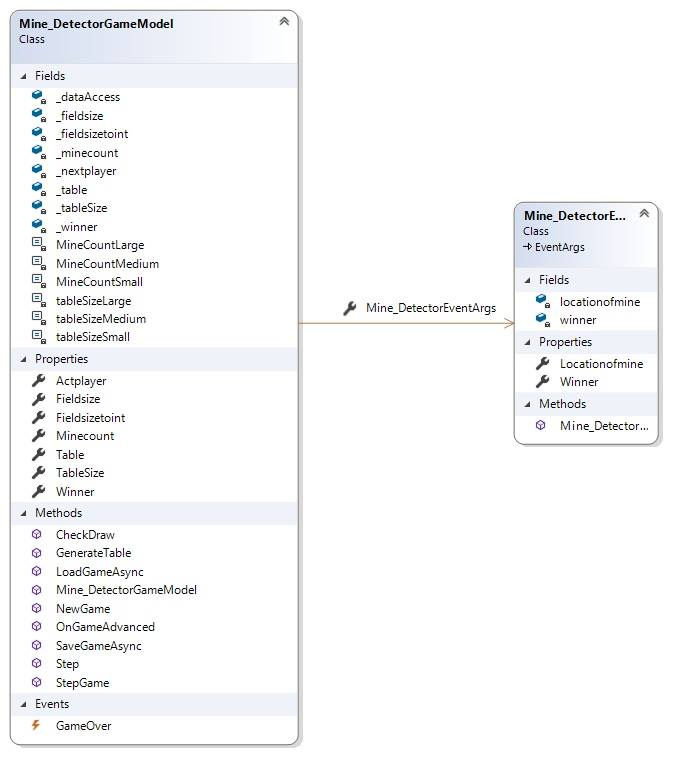 Mine_DetectorGameModel
Class
Fields
_dataAccess
_fieldsize
_fieldsizetoint
_minecount
_nextplayer
_table
_tableSize
_winner
MineCountLarge
MineCountMedium
MineCountSmall
tableSizeLarge
tableSizeMedium
tableSizeSmall
Properties
Actplayer
Fieldsize
Fieldsizetoint
Minecount
Table
TableSize
Winner
Methods
CheckDraw
GenerateTable
LoadGameAsync
Mine_DetectorGameModel
NewGame
OnGameAdvanced
SaveGameAsync
Step
StepGame
Events
GameOver
Mine_DetectorEventArgs
Mine_DetectorE...
Class
EventArgs
Fields
locationofmine
winner
Properties
Locationofmine
Winner
Methods
Mine_Detector...